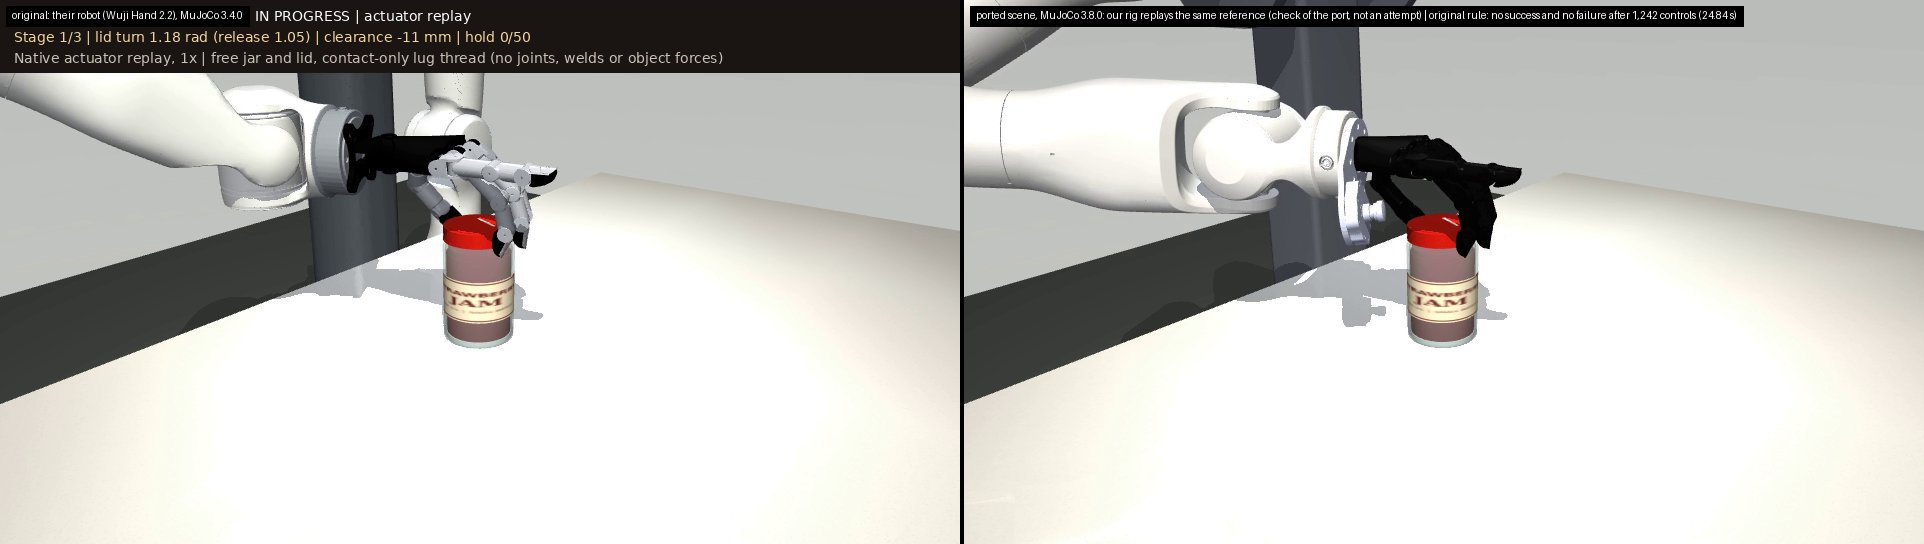 original: their robot (Wuji Hand 2.2), MuJoCo 3.4.0
IN PROGRESS | actuator replay
Stage 1/3 | lid turn 1.18 rad (release 1.05) | clearance -11 mm | hold 0/50
Native actuator replay, 1x | free jar and lid, contact-only lug thread (no joints, welds or object forces)
JAM
ported scene, MuJoCo 3.8.0: our rig replays the same reference (check of the port, not an attempt) | original rule: no success and no failure after 1,242 controls (24.84 s)
JAM